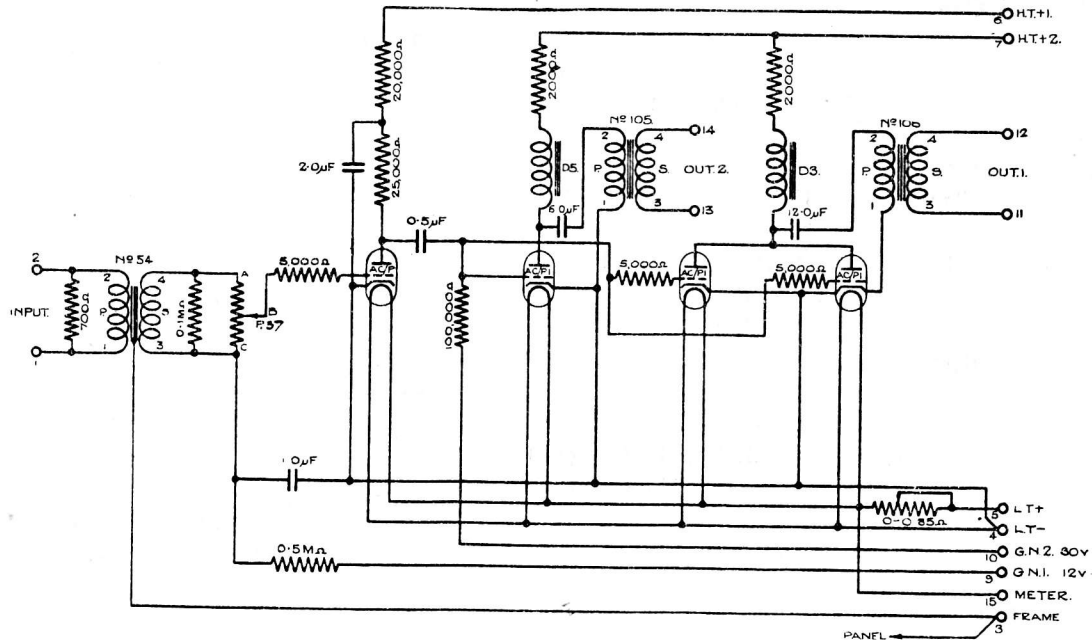 H.T.+1.
6
H.T.+2.
7
20,000Ω
2000Ω
2000Ω
Nº 105.
Nº 106
2 4 14
2 4 12
2·0µF
25,000Ω
D5.
P. S. OUT. 2.
D3.
P. S. OUT. 1.
6·0µF
1 3 13
12·0µF
1 3 11
0·5µF
Nº 54
5,000Ω
AC/P
AC/P1
5,000Ω
AC/P1
5,000Ω
AC/P1
2
2 4
A
INPUT.
700Ω
P. S
0·1MΩ
B
P.37
100,000Ω
1
1 3
C
1·0µF
L.T+
5
0-0·85Ω
L.T-
4
0·5MΩ
G.N 2. 80V
10
G.N.1. 12V
9
METER.
15
FRAME
3
PANEL